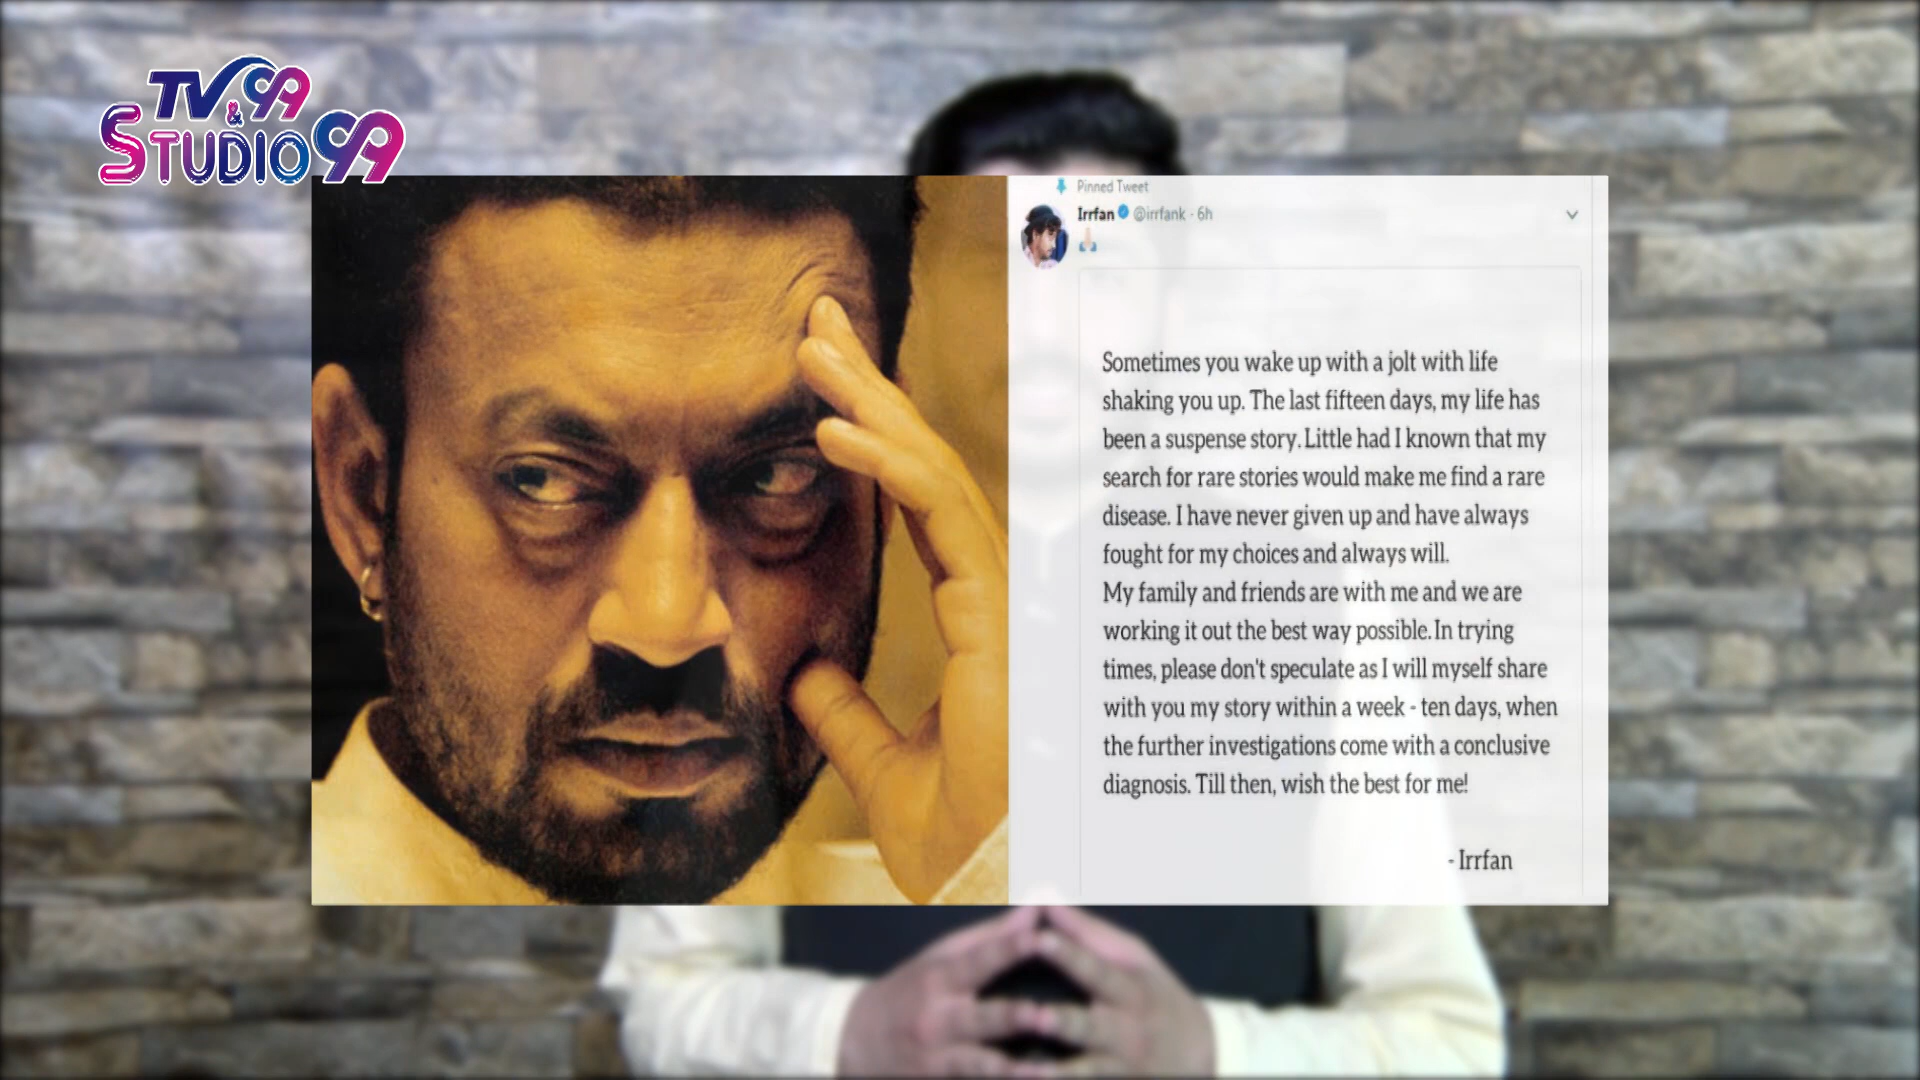 TV99
&
STUDIO99
Pinned Tweet
Irrfan @irrfank · 6h
Sometimes you wake up with a jolt with life
shaking you up. The last fifteen days, my life has
been a suspense story. Little had I known that my
search for rare stories would make me find a rare
disease. I have never given up and have always
fought for my choices and always will.
My family and friends are with me and we are
working it out the best way possible. In trying
times, please don't speculate as I will myself share
with you my story within a week - ten days, when
the further investigations come with a conclusive
diagnosis. Till then, wish the best for me!
- Irrfan